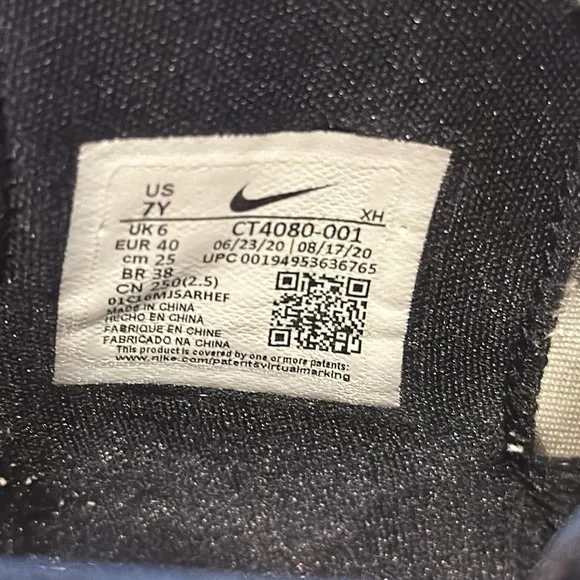 US
7Y
XH
UK 6
EUR 40
cm 25
BR 38
CN 250(2.5)
CT4080-001
06/23/20 | 08/17/20
UPC 00194953636765
01C16MJSARHEF
MADE IN CHINA
HECHO EN CHINA
FABRIQUE EN CHINE
FABRICADO NA CHINA
This product is covered by one or more patents:
www.nike.com/patentsvirtualmarking